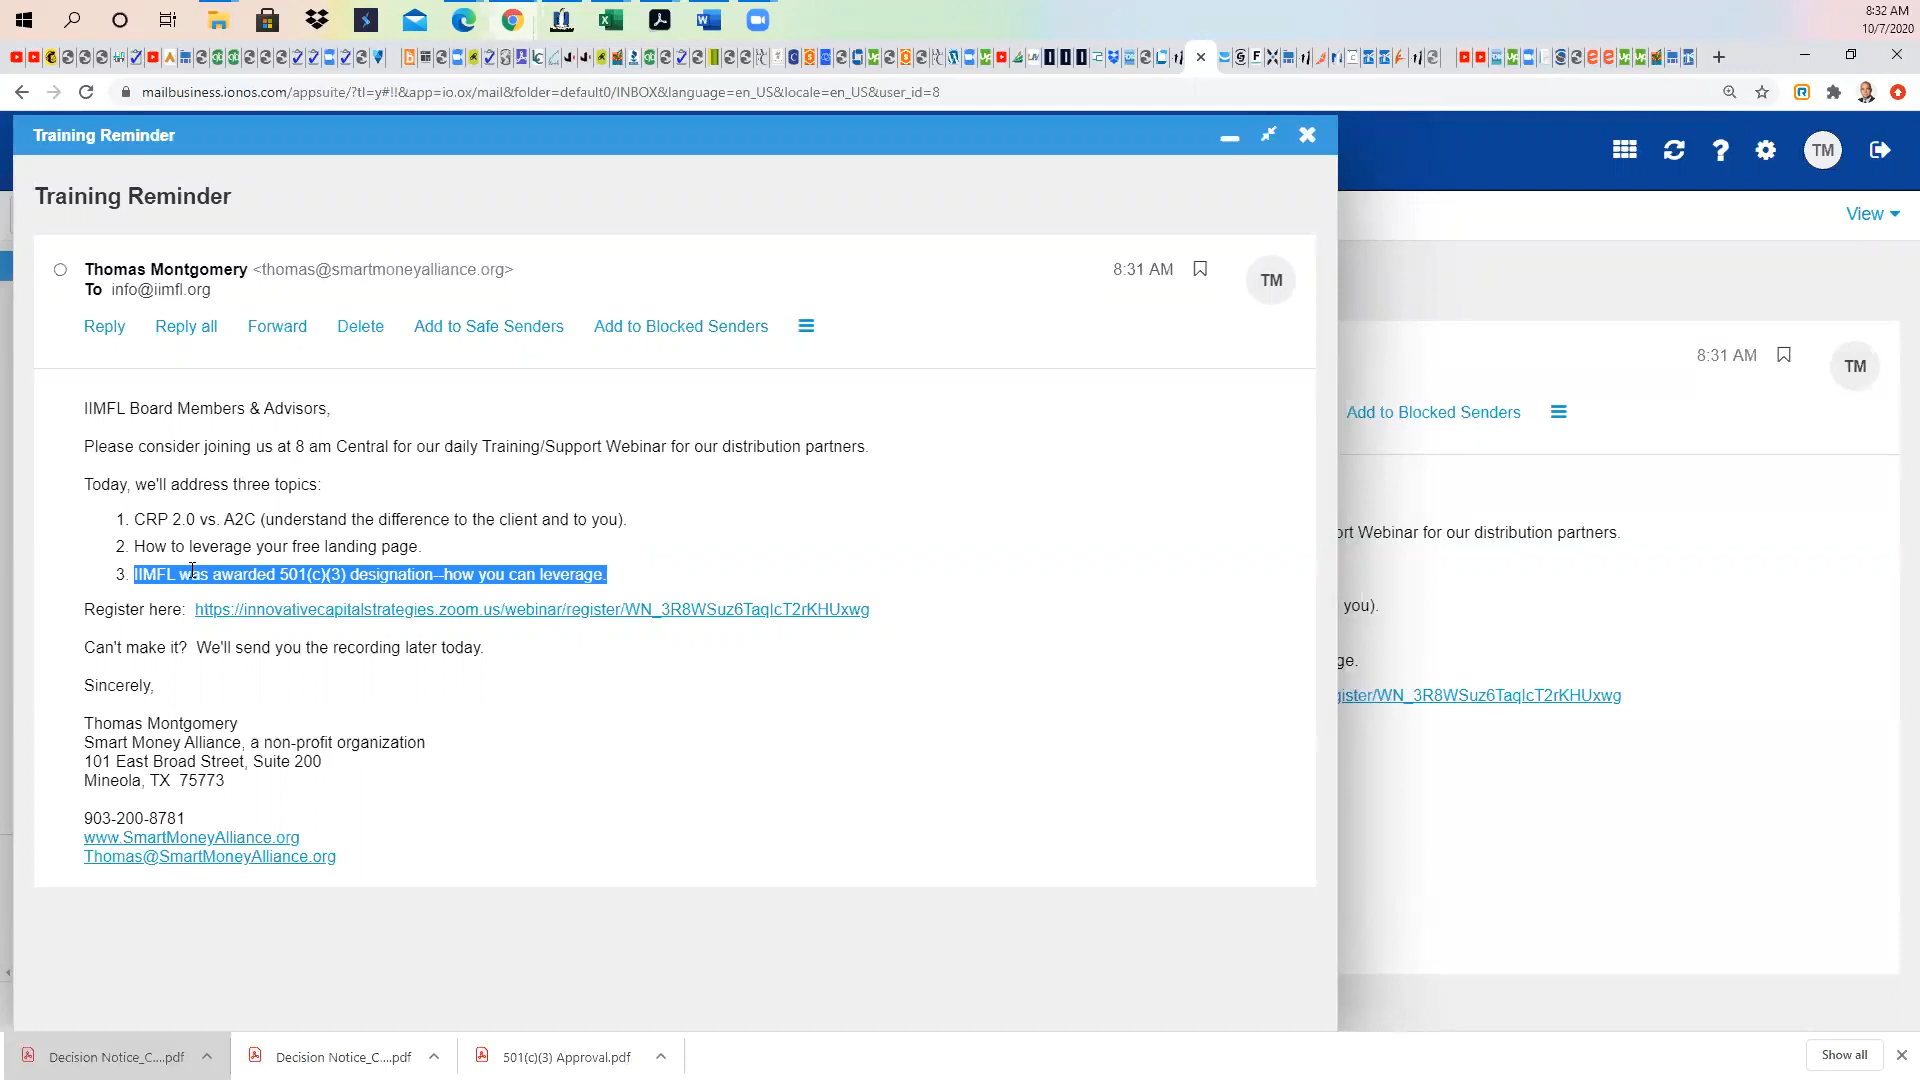 8:32 AM
10/7/2020
mailbusiness.ionos.com/appsuite/?tl=y#!!&app=io.ox/mail&folder=default0/INBOX&language=en_US&locale=en_US&user_id=8
Training Reminder
TM
View
Training Reminder
Thomas Montgomery <thomas@smartmoneyalliance.org>
8:31 AM
TM
To info@iimfl.org
Reply Reply all Forward Delete Add to Safe Senders Add to Blocked Senders
8:31 AM
TM
Add to Blocked Senders
IIMFL Board Members & Advisors,
Please consider joining us at 8 am Central for our daily Training/Support Webinar for our distribution partners.
Today, we'll address three topics:
1. CRP 2.0 vs. A2C (understand the difference to the client and to you).
2. How to leverage your free landing page.
3. IIMFL was awarded 501(c)(3) designation--how you can leverage.
Register here: https://innovativecapitalstrategies.zoom.us/webinar/register/WN_3R8WSuz6TaqlcT2rKHUxwg
Can't make it? We'll send you the recording later today.
Sincerely,
Thomas Montgomery
Smart Money Alliance, a non-profit organization
101 East Broad Street, Suite 200
Mineola, TX 75773
903-200-8781
www.SmartMoneyAlliance.org
Thomas@SmartMoneyAlliance.org
ort Webinar for our distribution partners.
you).
ge.
gister/WN_3R8WSuz6TaqlcT2rKHUxwg
Decision Notice_C....pdf
Decision Notice_C....pdf
501(c)(3) Approval.pdf
Show all